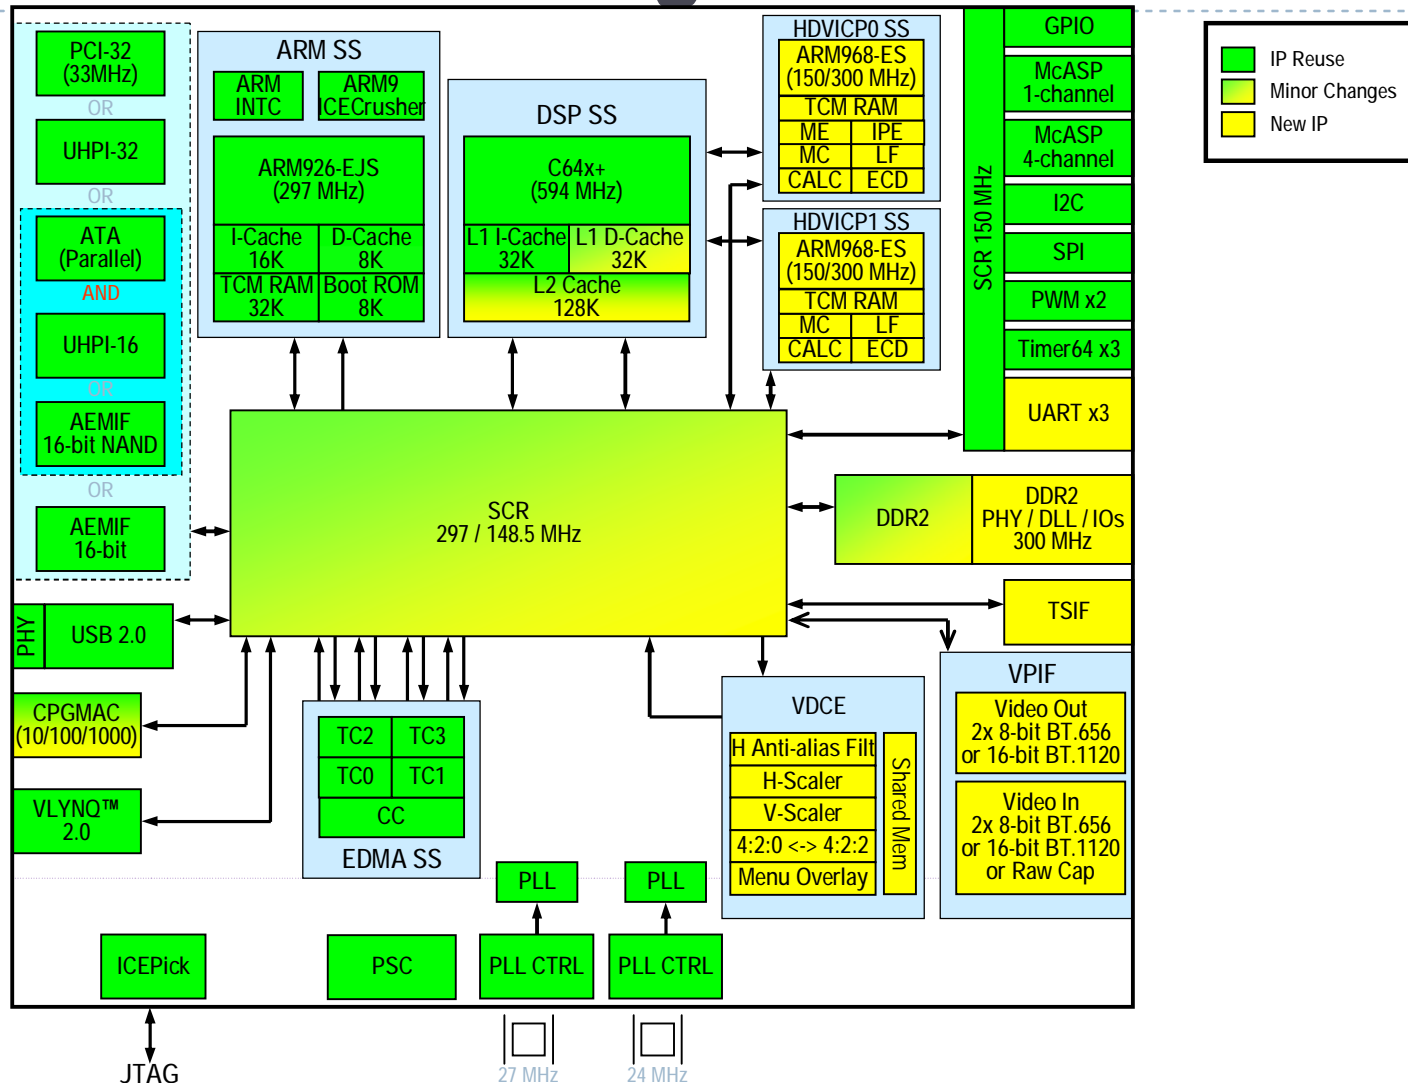 PCI-32
(33MHz)
OR
UHPI-32
OR
ATA
(Parallel)
AND
UHPI-16
OR
AEMIF
16-bit NAND
OR
AEMIF
16-bit
PHY
USB 2.0
CPGMAC
(10/100/1000)
VLYNQ™
2.0
ARM SS
ARM
INTC
ARM9
ICECrusher
ARM926-EJS
(297 MHz)
I-Cache
16K
D-Cache
8K
TCM RAM
32K
Boot ROM
8K
DSP SS
C64x+
(594 MHz)
L1 I-Cache
32K
L1 D-Cache
32K
L2 Cache
128K
HDVICP0 SS
ARM968-ES
(150/300 MHz)
TCM RAM
ME
IPE
MC
LF
CALC
ECD
HDVICP1 SS
ARM968-ES
(150/300 MHz)
TCM RAM
MC
LF
CALC
ECD
SCR 150 MHz
GPIO
McASP
1-channel
McASP
4-channel
I2C
SPI
PWM x2
Timer64 x3
UART x3
IP Reuse
Minor Changes
New IP
SCR
297 / 148.5 MHz
DDR2
DDR2
PHY / DLL / IOs
300 MHz
TSIF
VPIF
Video Out
2x 8-bit BT.656
or 16-bit BT.1120
Video In
2x 8-bit BT.656
or 16-bit BT.1120
or Raw Cap
VDCE
H Anti-alias Filt
H-Scaler
V-Scaler
4:2:0 <-> 4:2:2
Menu Overlay
Shared Mem
TC2
TC3
TC0
TC1
CC
EDMA SS
PLL
PLL
ICEPick
PSC
PLL CTRL
PLL CTRL
JTAG
27 MHz
24 MHz